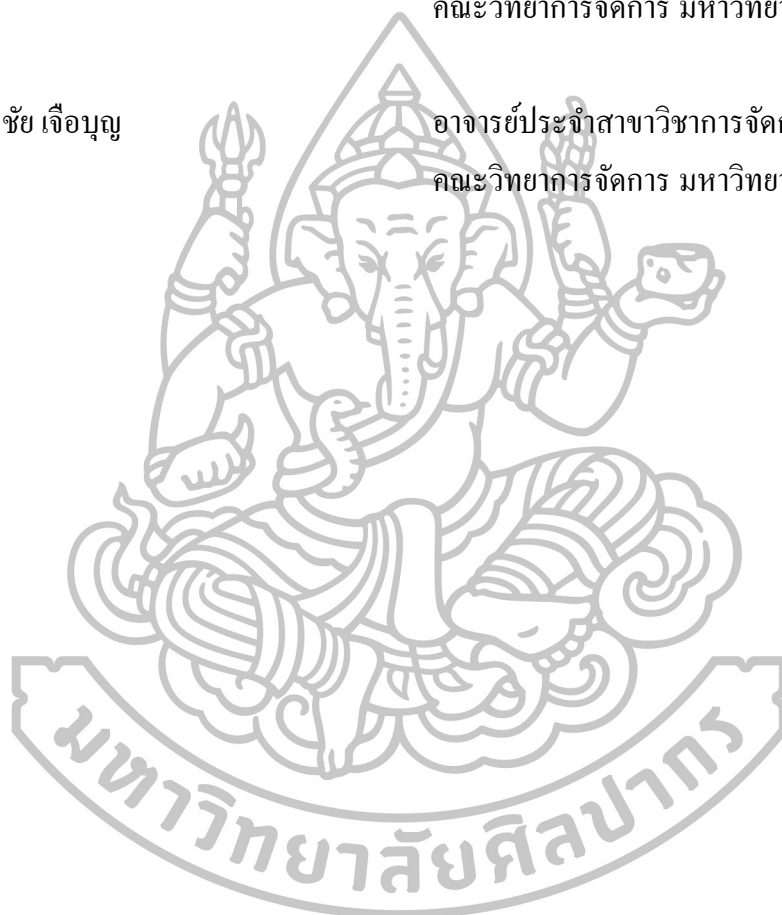 คณะวิทยาการจัดการ มหาวิทยา
ชัย เจือบุญ
อาจารย์ประจำสาขาวิชาการจัดก
คณะวิทยาการจัดการ มหาวิทยา
มหาวิทยาลัยศิลปากร